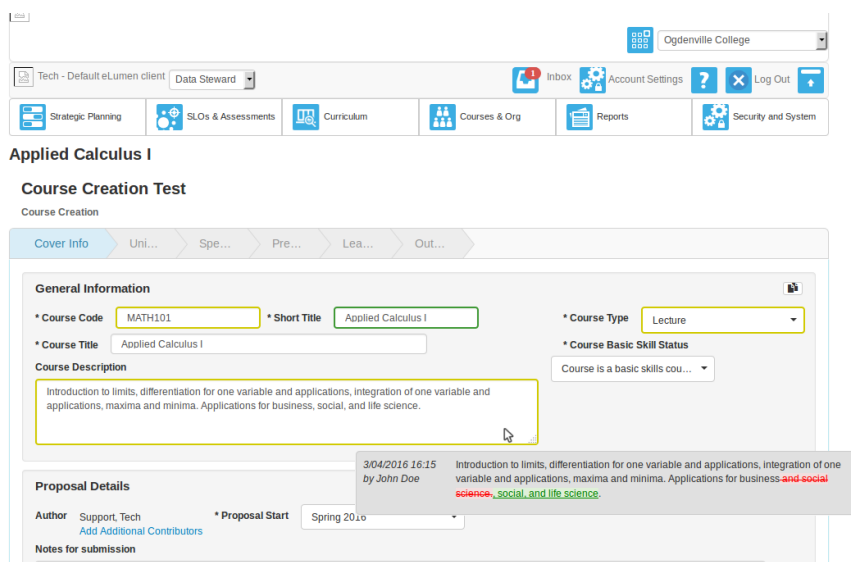 Ogdenville College
Tech - Default eLumen client Data Steward 1 Inbox Account Settings ? Log Out
Strategic Planning SLOs & Assessments Curriculum Courses & Org Reports Security and System
Applied Calculus I
Course Creation Test
Course Creation
Cover Info Uni... Spe... Pre... Lea... Out...
General Information
* Course Code MATH101 * Short Title Applied Calculus I * Course Type Lecture
* Course Title Applied Calculus I * Course Basic Skill Status
Course Description Course is a basic skills cou...
Introduction to limits, differentiation for one variable and applications, integration of one variable and
applications, maxima and minima. Applications for business, social, and life science.
3/04/2016 16:15 Introduction to limits, differentiation for one variable and applications, integration of one
by John Doe variable and applications, maxima and minima. Applications for business and social
science., social, and life science.
Proposal Details
Author Support, Tech * Proposal Start Spring 2016
Add Additional Contributors
Notes for submission